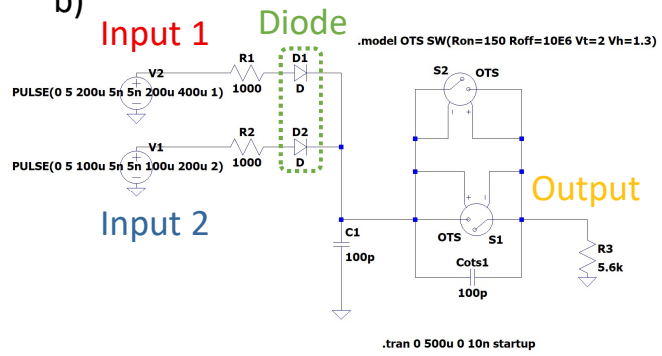 b)
Input 1
Diode
.model OTS SW(Ron=150 Roff=10E6 Vt=2 Vh=1.3)
R1
D1
S2
OTS
V2
PULSE(0 5 200u 5n 5n 200u 400u 1)
1000
D
R2
D2
V1
PULSE(0 5 100u 5n 5n 100u 200u 2)
1000
D
Output
Input 2
C1
100p
OTS
S1
Cots1
100p
R3
5.6k
.tran 0 500u 0 10n startup